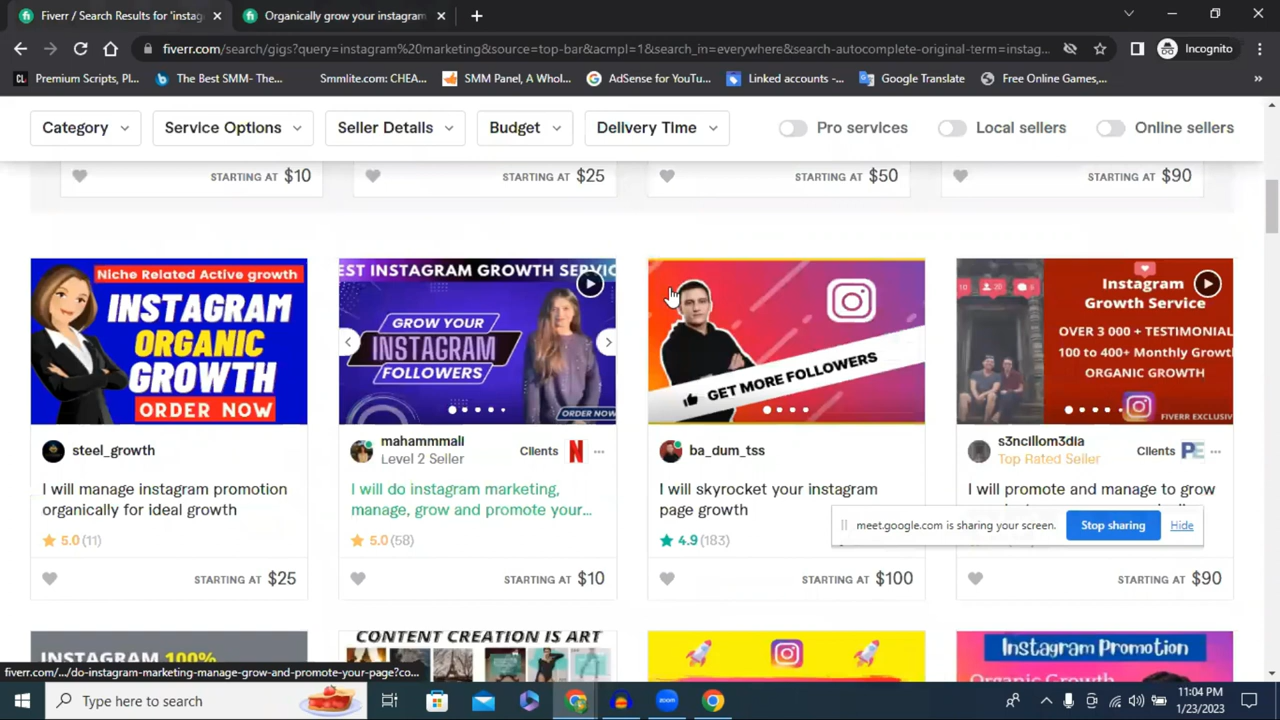 Fiverr / Search Results for 'instag
Organically grow your instagram
fiverr.com/search/gigs?query=instagram%20marketing&source=top-bar&acmpl=1&search_in=everywhere&search-autocomplete-original-term=instag...
Incognito
Premium Scripts, Pl...
The Best SMM- The...
Smmlite.com: CHEA...
SMM Panel, A Whol...
AdSense for YouTu...
Linked accounts -...
Google Translate
Free Online Games,...
Category
Service Options
Seller Details
Budget
Delivery Time
Pro services
Local sellers
Online sellers
STARTING AT $10
STARTING AT $25
STARTING AT $50
STARTING AT $90
Niche Related Active growth
INSTAGRAM
ORGANIC
GROWTH
ORDER NOW
EST INSTAGRAM GROWTH SERVIC
GROW YOUR
INSTAGRAM
FOLLOWERS
ORDER NOW
GET MORE FOLLOWERS
Instagram
Growth Service
OVER 3 000 + TESTIMONIAL
100 to 400+ Monthly Growt
ORGANIC GROWTH
FIVERR EXCLUSIV
steel_growth
I will manage instagram promotion
organically for ideal growth
5.0 (11)
STARTING AT $25
mahammmali
Level 2 Seller
Clients
I will do instagram marketing,
manage, grow and promote your...
5.0 (58)
STARTING AT $10
ba_dum_tss
I will skyrocket your instagram
page growth
4.9 (183)
STARTING AT $100
s3ncillom3dia
Top Rated Seller
Clients
I will promote and manage to grow
STARTING AT $90
meet.google.com is sharing your screen.
Stop sharing
Hide
INSTAGRAM 100%
CONTENT CREATION IS ART
Instagram Promotion
fiverr.com/.../do-instagram-marketing-manage-grow-and-promote-your-page?co...
Type here to search
11:04 PM
1/23/2023